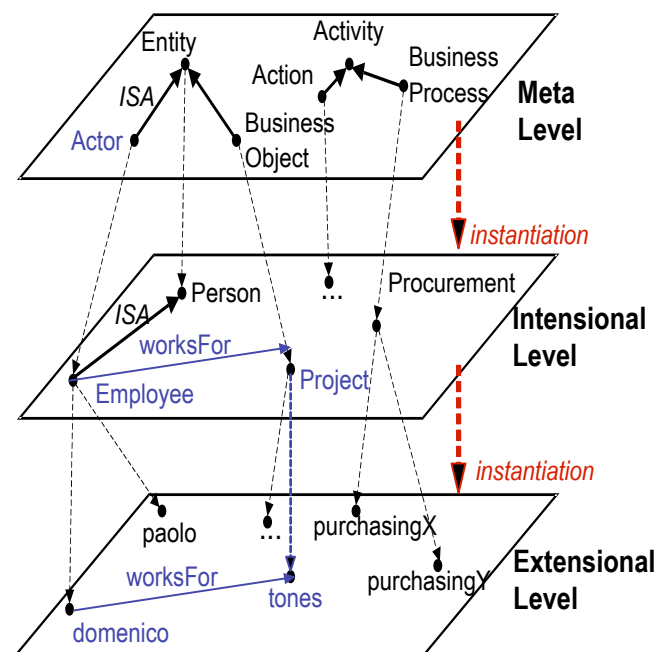 Entity
Activity
Action
Business
Process
ISA
Actor
Business
Object
Meta
Level
instantiation
Person
...
Procurement
ISA
worksFor
Intensional
Level
Employee
Project
instantiation
paolo
...
purchasingX
worksFor
tones
purchasingY
Extensional
Level
domenico